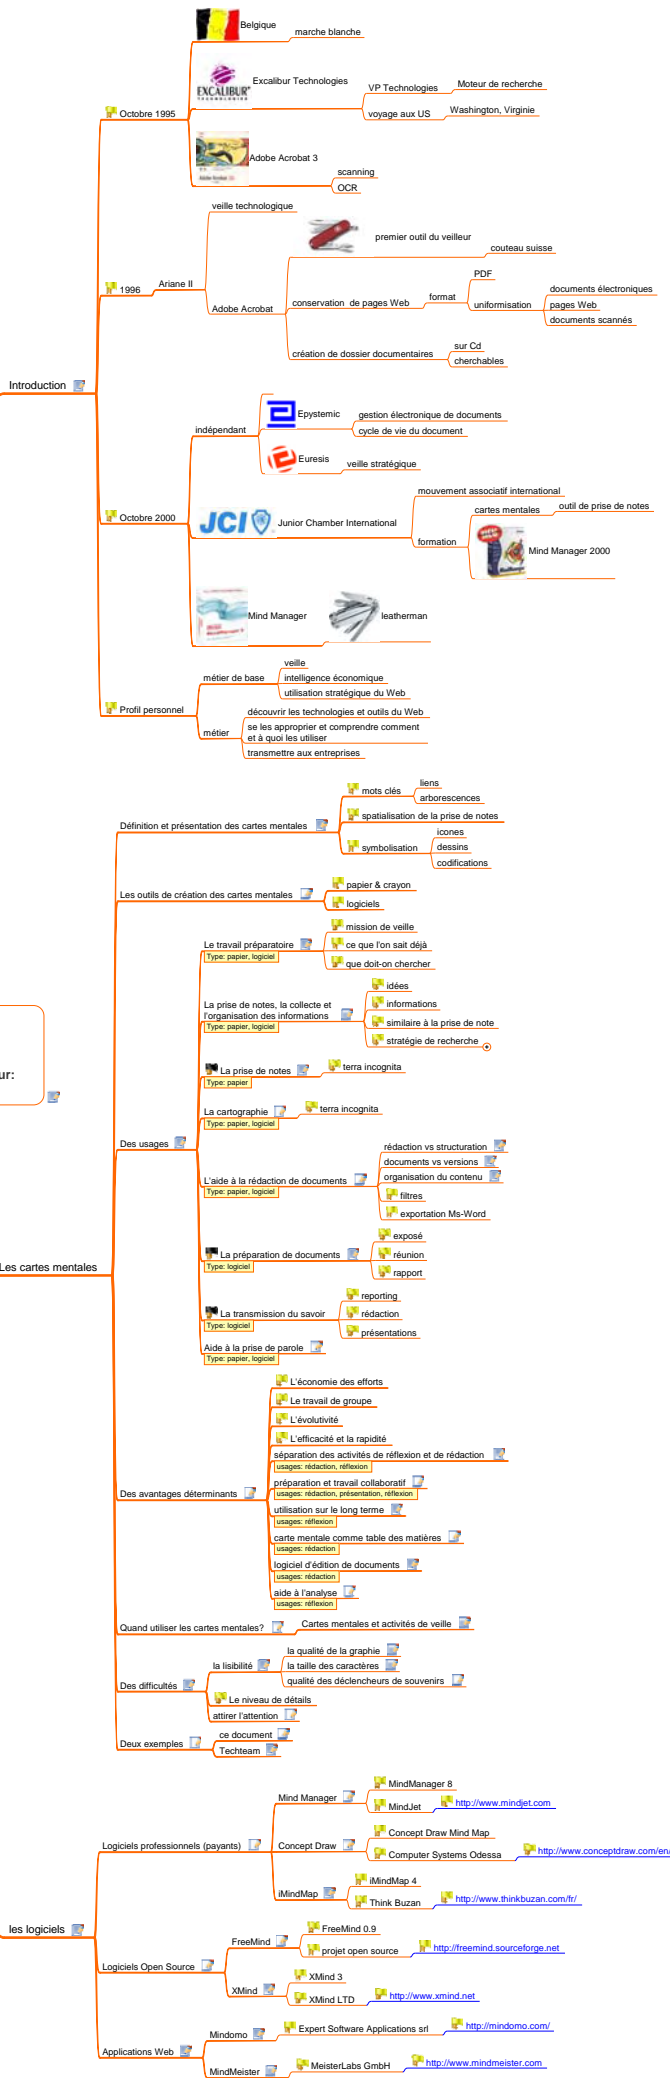 Introduction
Octobre 1995
Belgique
marche blanche
EXCALIBUR
TECHNOLOGIES
Excalibur Technologies
VP Technologies
Moteur de recherche
voyage aux US
Washington, Virginie
Adobe Acrobat 3
scanning
OCR
1996
Ariane II
veille technologique
Adobe Acrobat
premier outil du veilleur
couteau suisse
conservation de pages Web
format
PDF
uniformisation
documents électroniques
pages Web
documents scannés
création de dossier documentaires
sur Cd
cherchables
Octobre 2000
indépendant
Epystemic
gestion électronique de documents
cycle de vie du document
Euresis
veille stratégique
JCI
Junior Chamber International
mouvement associatif international
formation
cartes mentales
outil de prise de notes
Mind Manager 2000
Mind Manager
leatherman
Profil personnel
métier de base
veille
intelligence économique
utilisation stratégique du Web
métier
découvrir les technologies et outils du Web
se les approprier et comprendre comment
et à quoi les utiliser
transmettre aux entreprises
ur:
Les cartes mentales
Définition et présentation des cartes mentales
mots clés
liens
arborescences
spatialisation de la prise de notes
symbolisation
icones
dessins
codifications
Les outils de création des cartes mentales
papier & crayon
logiciels
Des usages
Le travail préparatoire
Type: papier, logiciel
mission de veille
ce que l'on sait déjà
que doit-on chercher
La prise de notes, la collecte et
l'organisation des informations
Type: papier, logiciel
idées
informations
similaire à la prise de note
stratégie de recherche
La prise de notes
Type: papier
terra incognita
La cartographie
Type: papier, logiciel
terra incognita
L'aide à la rédaction de documents
Type: papier, logiciel
rédaction vs structuration
documents vs versions
organisation du contenu
filtres
exportation Ms-Word
La préparation de documents
Type: logiciel
exposé
réunion
rapport
La transmission du savoir
Type: logiciel
reporting
rédaction
présentations
Aide à la prise de parole
Type: papier, logiciel
Des avantages déterminants
L'économie des efforts
Le travail de groupe
L'évolutivité
L'efficacité et la rapidité
séparation des activités de réflexion et de rédaction
usages: rédaction, réflexion
préparation et travail collaboratif
usages: rédaction, présentation, réflexion
utilisation sur le long terme
usages: réflexion
carte mentale comme table des matières
usages: rédaction
logiciel d'édition de documents
usages: rédaction
aide à l'analyse
usages: réflexion
Quand utiliser les cartes mentales?
Cartes mentales et activités de veille
Des difficultés
la lisibilité
la qualité de la graphie
la taille des caractères
qualité des déclencheurs de souvenirs
Le niveau de détails
attirer l'attention
Deux exemples
ce document
Techteam
les logiciels
Logiciels professionnels (payants)
Mind Manager
MindManager 8
MindJet
http://www.mindjet.com
Concept Draw
Concept Draw Mind Map
Computer Systems Odessa
http://www.conceptdraw.com/en/
iMindMap
iMindMap 4
Think Buzan
http://www.thinkbuzan.com/fr/
Logiciels Open Source
FreeMind
FreeMind 0.9
projet open source
http://freemind.sourceforge.net
XMind
XMind 3
XMind LTD
http://www.xmind.net
Applications Web
Mindomo
Expert Software Applications srl
http://mindomo.com/
MindMeister
MeisterLabs GmbH
http://www.mindmeister.com